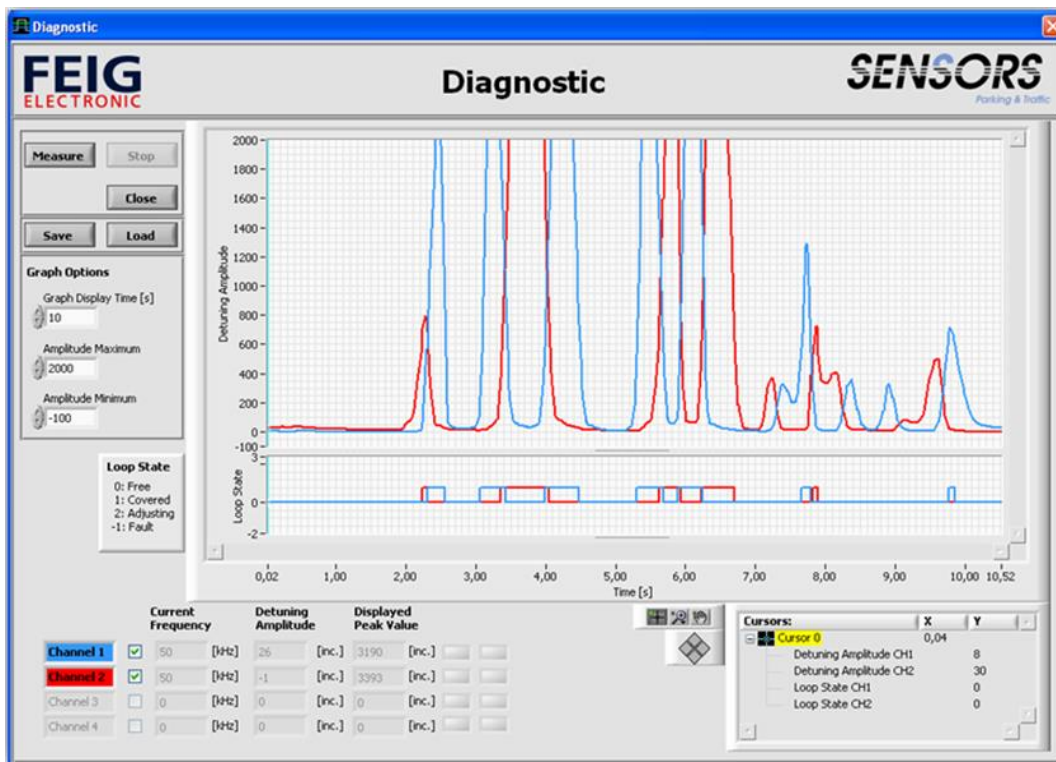 Diagnostic
FEIG
ELECTRONIC
Diagnostic
SENSORS
Parking & Traffic
Measure Stop
Close
Save Load
Graph Options
Graph Display Time [s]
10
Amplitude Maximum
2000
Amplitude Minimum
-100
Loop State
0: Free
1: Covered
2: Adjusting
-1: Fault
Detuning Amplitude
2000
1800
1600
1400
1200
1000
800
600
400
200
0
-100
Loop State
3
0
-2
0,02 1,00 2,00 3,00 4,00 5,00 6,00 7,00 8,00 9,00 10,00 10,52
Time [s]
Current Frequency Detuning Amplitude Displayed Peak Value
Channel 1 50 [kHz] 26 [inc.] 3190 [inc.]
Channel 2 50 [kHz] -1 [inc.] 3393 [inc.]
Channel 3 0 [kHz] 0 [inc.] 0 [inc.]
Channel 4 0 [kHz] 0 [inc.] 0 [inc.]
Cursors: X Y
Cursor 0 0,04
Detuning Amplitude CH1 8
Detuning Amplitude CH2 30
Loop State CH1 0
Loop State CH2 0